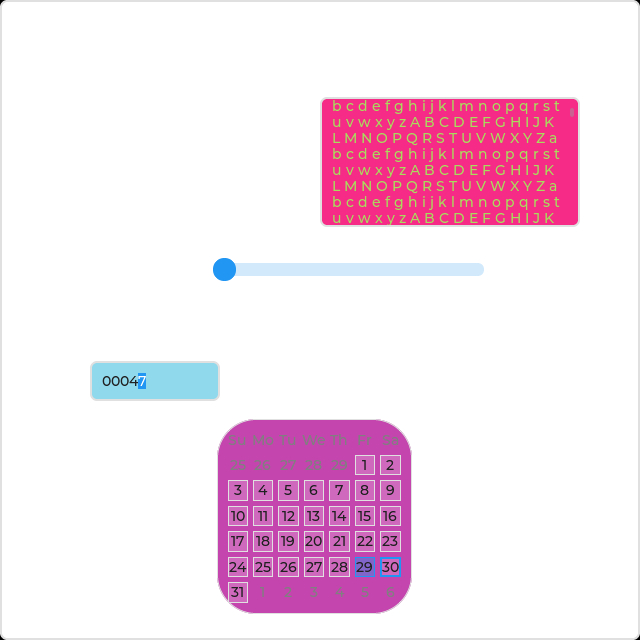 b c d e f g h i j k l m n o p q r s t
u v w x y z A B C D E F G H I J K
L M N O P Q R S T U V W X Y Z a
b c d e f g h i j k l m n o p q r s t
u v w x y z A B C D E F G H I J K
L M N O P Q R S T U V W X Y Z a
b c d e f g h i j k l m n o p q r s t
u v w x y z A B C D E F G H I J K
00047
Su Mo Tu We Th Fr Sa
25 26 27 28 29 1 2
3 4 5 6 7 8 9
10 11 12 13 14 15 16
17 18 19 20 21 22 23
24 25 26 27 28 29 30
31 1 2 3 4 5 6